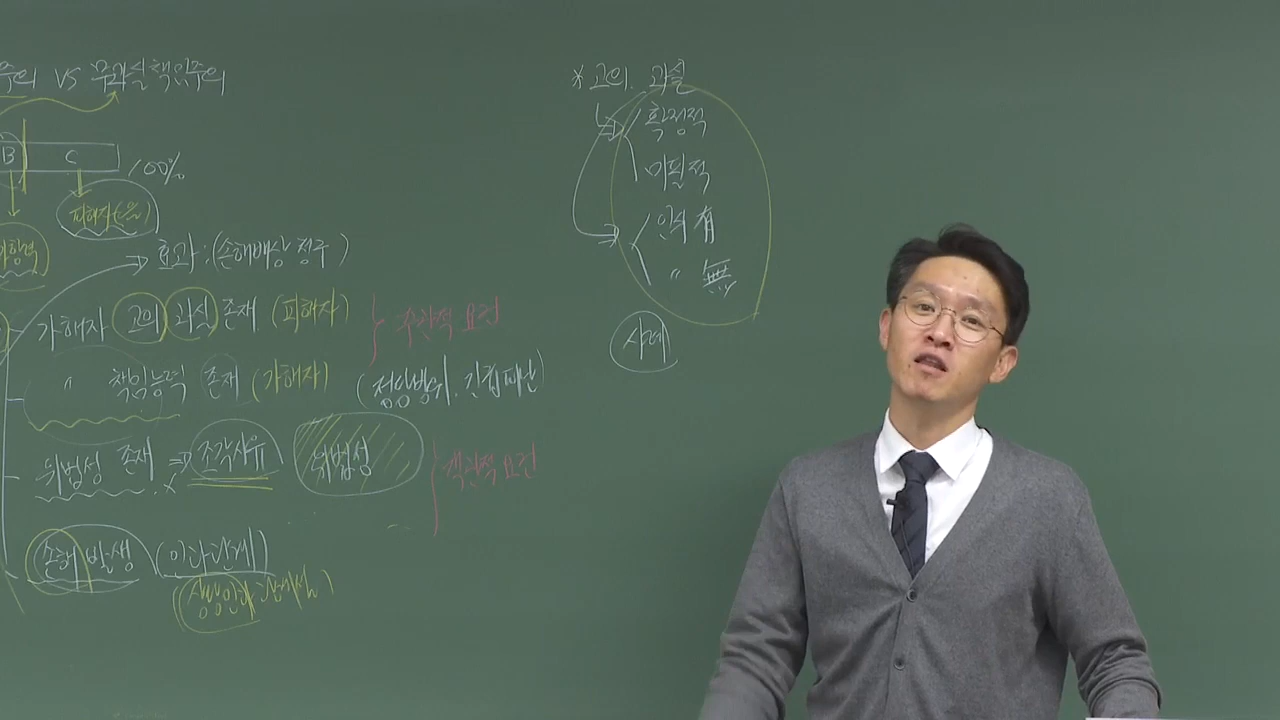 주의 VS 무과실책임주의
B C 100%
피해자
효과 : (손해배상 청구)
가해자 고의 과실 존재 (피해자) } 주관적 요건
〃 책임능력 존재 (가해자) (정당방위, 긴급피난)
위법성 존재 ⇒ 조각사유 위법성 } 객관적 요건
손해 발생 (인과관계)
상당인과관계설
* 고의. 과실
확정적
미필적
인식 有
〃 無
사례